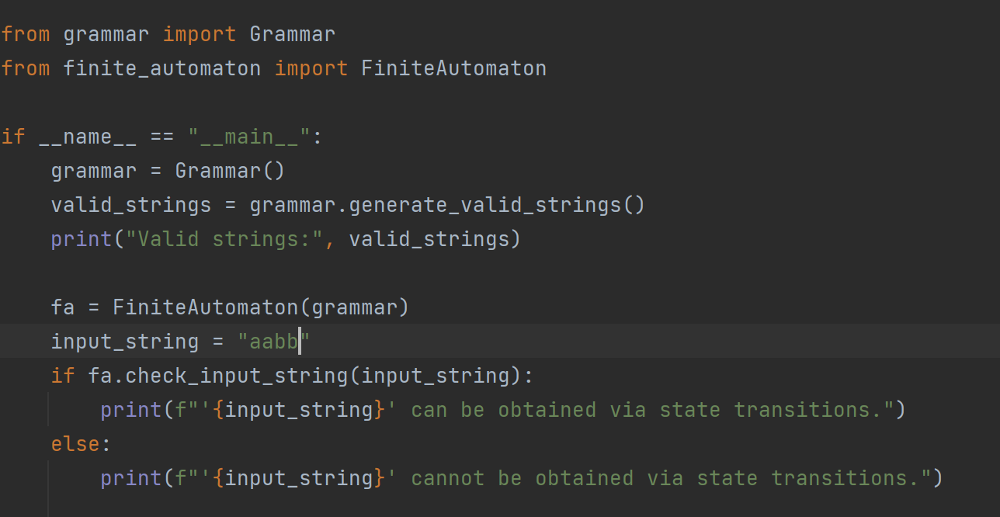 from grammar import Grammar
from finite_automaton import FiniteAutomaton
if __name__ == "__main__":
    grammar = Grammar()
    valid_strings = grammar.generate_valid_strings()
    print("Valid strings:", valid_strings)
    fa = FiniteAutomaton(grammar)
    input_string = "aabb"
    if fa.check_input_string(input_string):
        print(f"'{input_string}' can be obtained via state transitions.")
    else:
        print(f"'{input_string}' cannot be obtained via state transitions.")